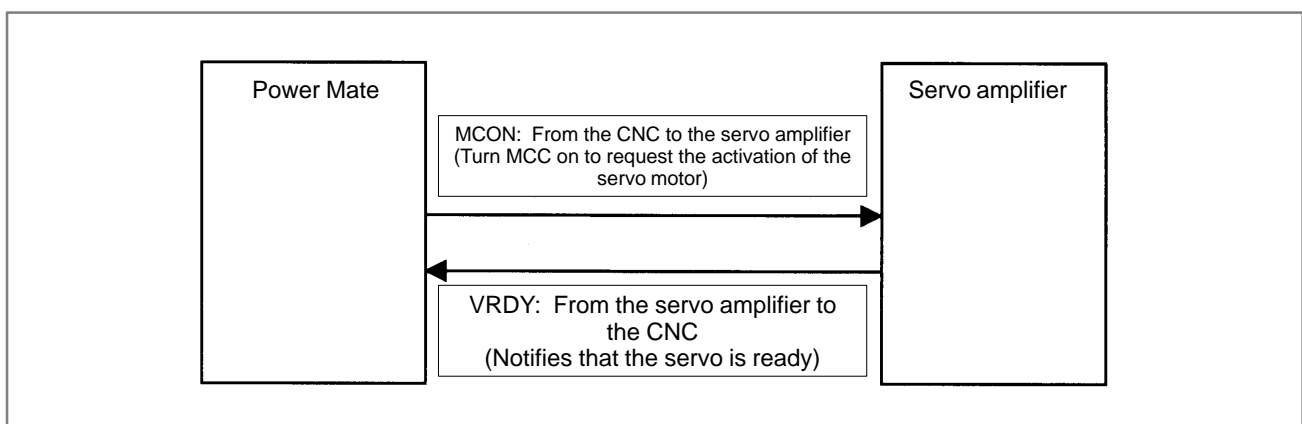 Power Mate
Servo amplifier
MCON: From the CNC to the servo amplifier
(Turn MCC on to request the activation of the
servo motor)
VRDY: From the servo amplifier to
the CNC
(Notifies that the servo is ready)